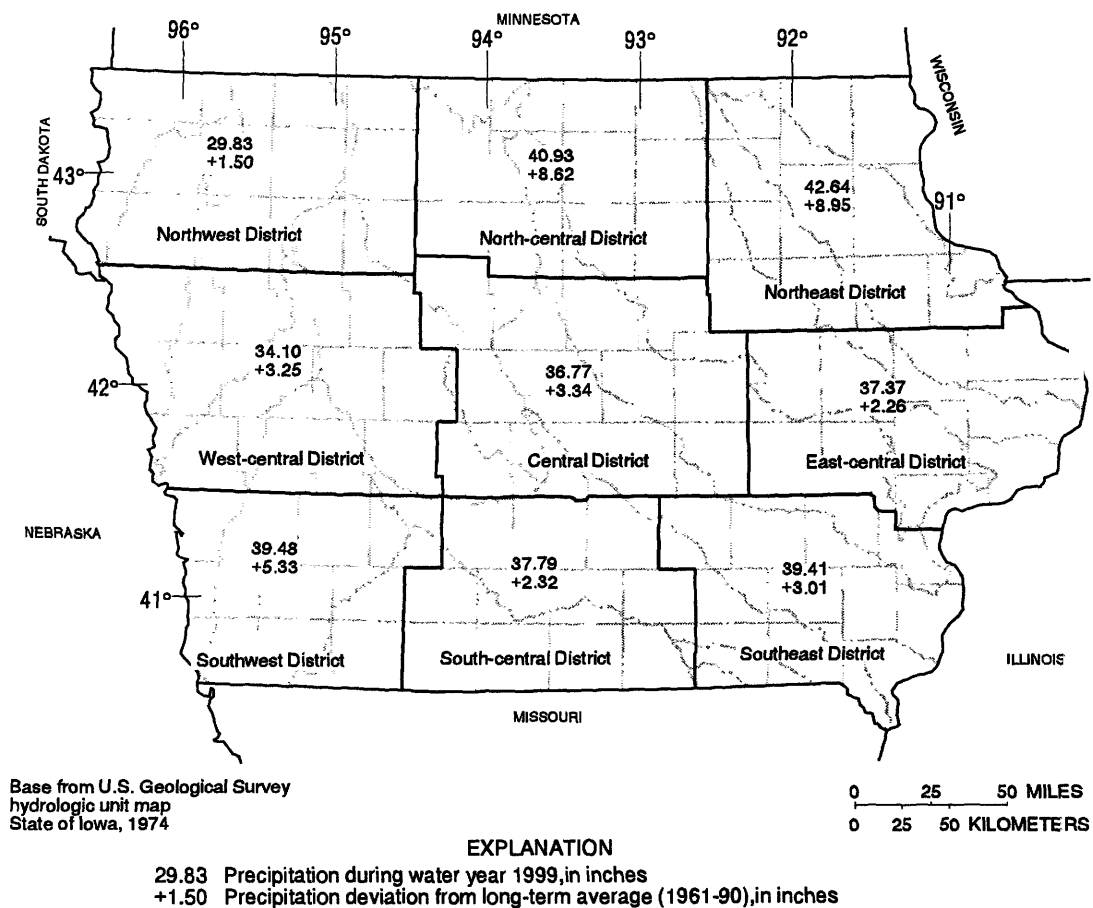 MINNESOTA
96° 95° 94° 93° 92°
WISCONSIN
SOUTH DAKOTA
43°
29.83
+1.50
Northwest District
40.93
+8.62
North-central District
42.64
+8.95
91°
Northeast District
42°
34.10
+3.25
West-central District
36.77
+3.34
Central District
37.37
+2.26
East-central District
NEBRASKA
41°
39.48
+5.33
Southwest District
37.79
+2.32
South-central District
39.41
+3.01
Southeast District
ILLINOIS
MISSOURI
Base from U.S. Geological Survey
hydrologic unit map
State of Iowa, 1974
0 25 50 MILES
0 25 50 KILOMETERS
EXPLANATION
29.83 Precipitation during water year 1999,in inches
+1.50 Precipitation deviation from long-term average (1961-90),in inches